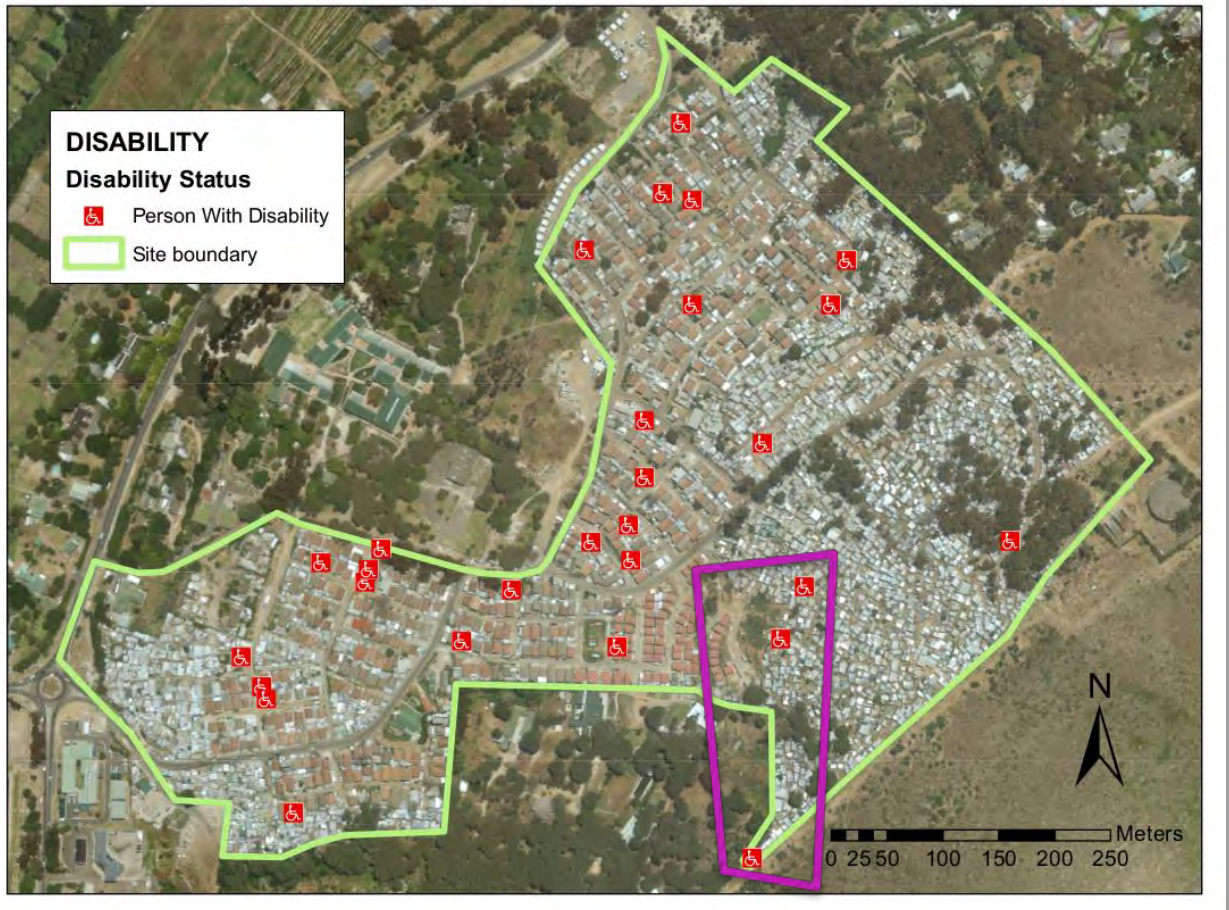 DISABILITY
Disability Status
Person With Disability
Site boundary
N
Meters
0 25 50 100 150 200 250